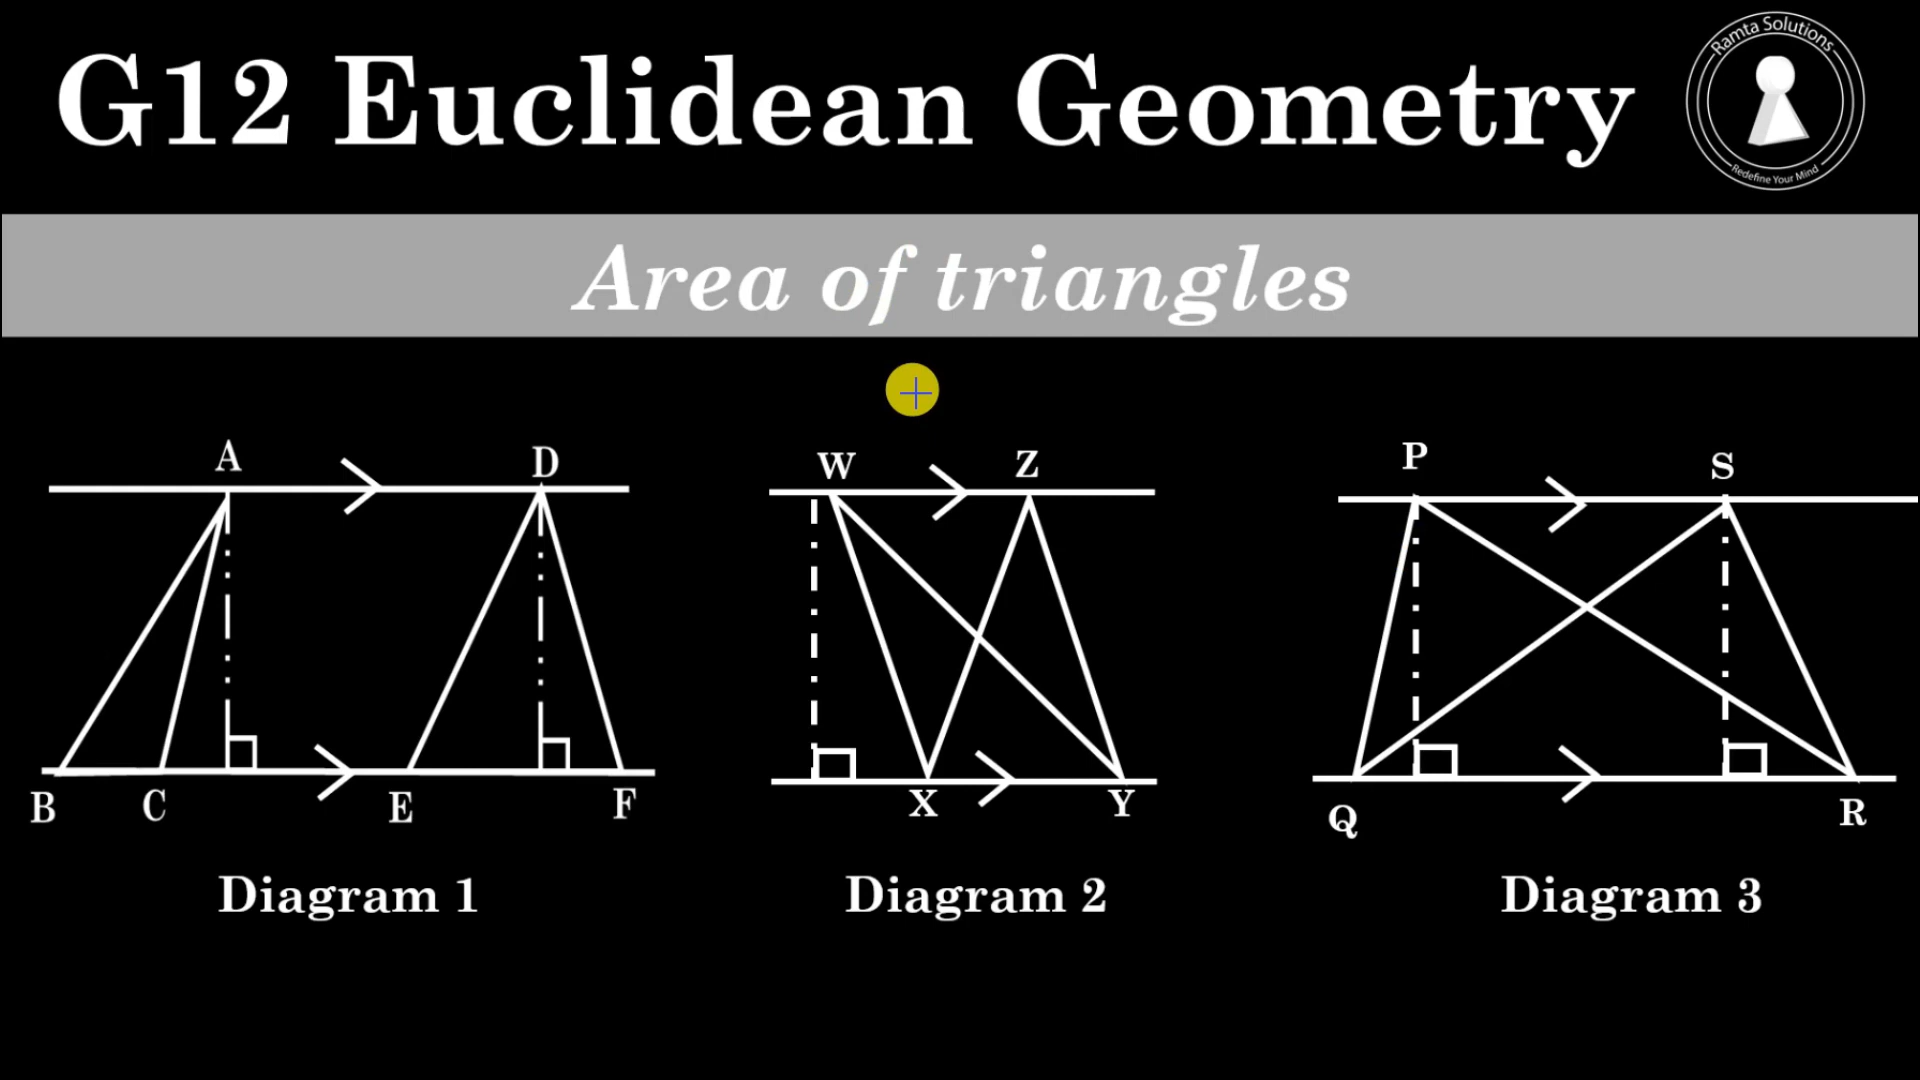 G12 Euclidean Geometry
Ramta Solutions
Redefine Your Mind
Area of triangles
A
D
B
C
E
F
Diagram 1
W
Z
X
Y
Diagram 2
P
S
Q
R
Diagram 3